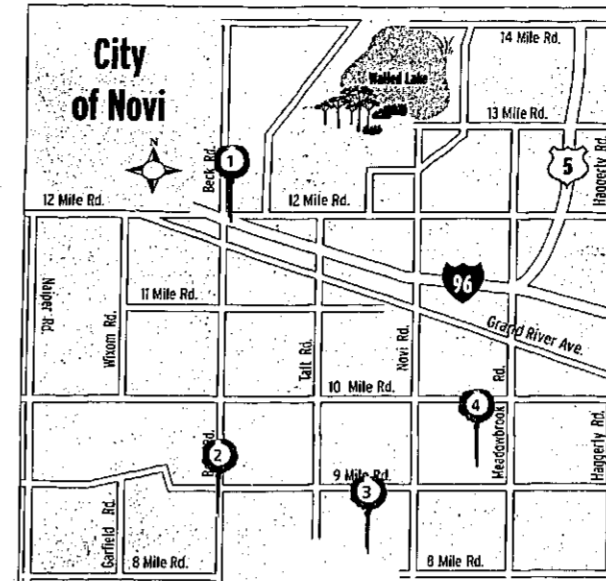 City
of Novi
N
14 Mile Rd.
Walled Lake
13 Mile Rd.
Haggerty Rd.
5
1
Beck Rd.
12 Mile Rd.
12 Mile Rd.
Naiper Rd.
11 Mile Rd.
96
Wixom Rd.
Taft Rd.
Novi Rd.
Grand River Ave.
10 Mile Rd.
4
Meadowbrook Rd.
Haggerty Rd.
2
9 Mile Rd.
3
Garfield Rd.
8 Mile Rd.
8 Mile Rd.